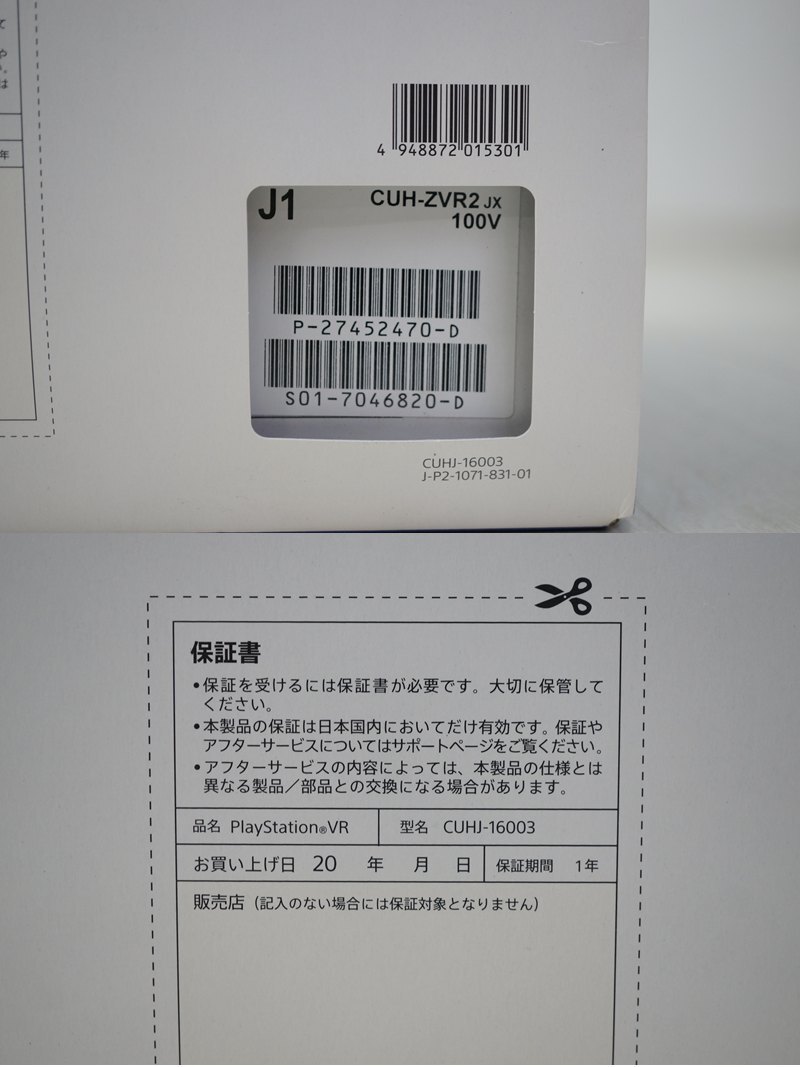 て
や
。
は
年
4 948872 015301
J1
CUH-ZVR2 JX
100V
P-27452470-D
S01-7046820-D
CUHJ-16003
J-P2-1071-831-01
保証書
•保証を受けるには保証書が必要です。大切に保管して
ください。
•本製品の保証は日本国内においてだけ有効です。保証や
アフターサービスについてはサポートページをご覧ください。
•アフターサービスの内容によっては、本製品の仕様とは
異なる製品／部品との交換になる場合があります。
品名 PlayStation®VR 型名 CUHJ-16003
お買い上げ日 20 年 月 日 保証期間 1年
販売店（記入のない場合には保証対象となりません）